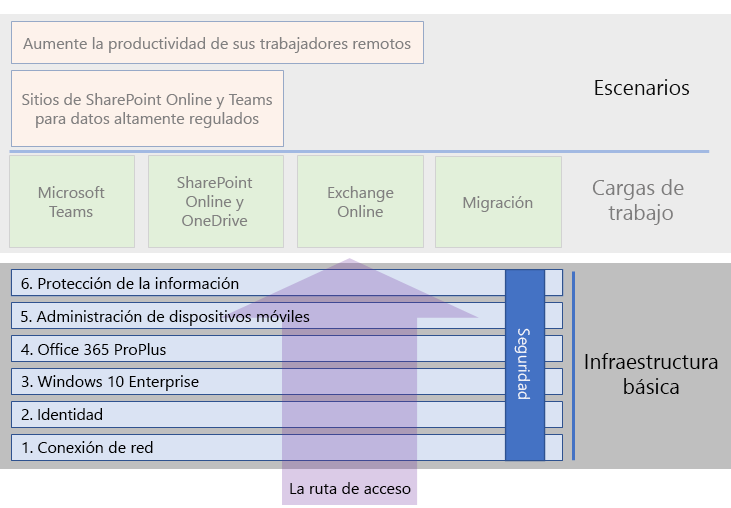 Aumente la productividad de sus trabajadores remotos
Sitios de SharePoint Online y Teams
para datos altamente regulados
Escenarios
Microsoft
Teams
SharePoint
Online y
OneDrive
Exchange
Online
Migración
Cargas de
trabajo
6. Protección de la información
5. Administración de dispositivos móviles
4. Office 365 ProPlus
3. Windows 10 Enterprise
2. Identidad
1. Conexión de red
Seguridad
Infraestructura
básica
La ruta de acceso